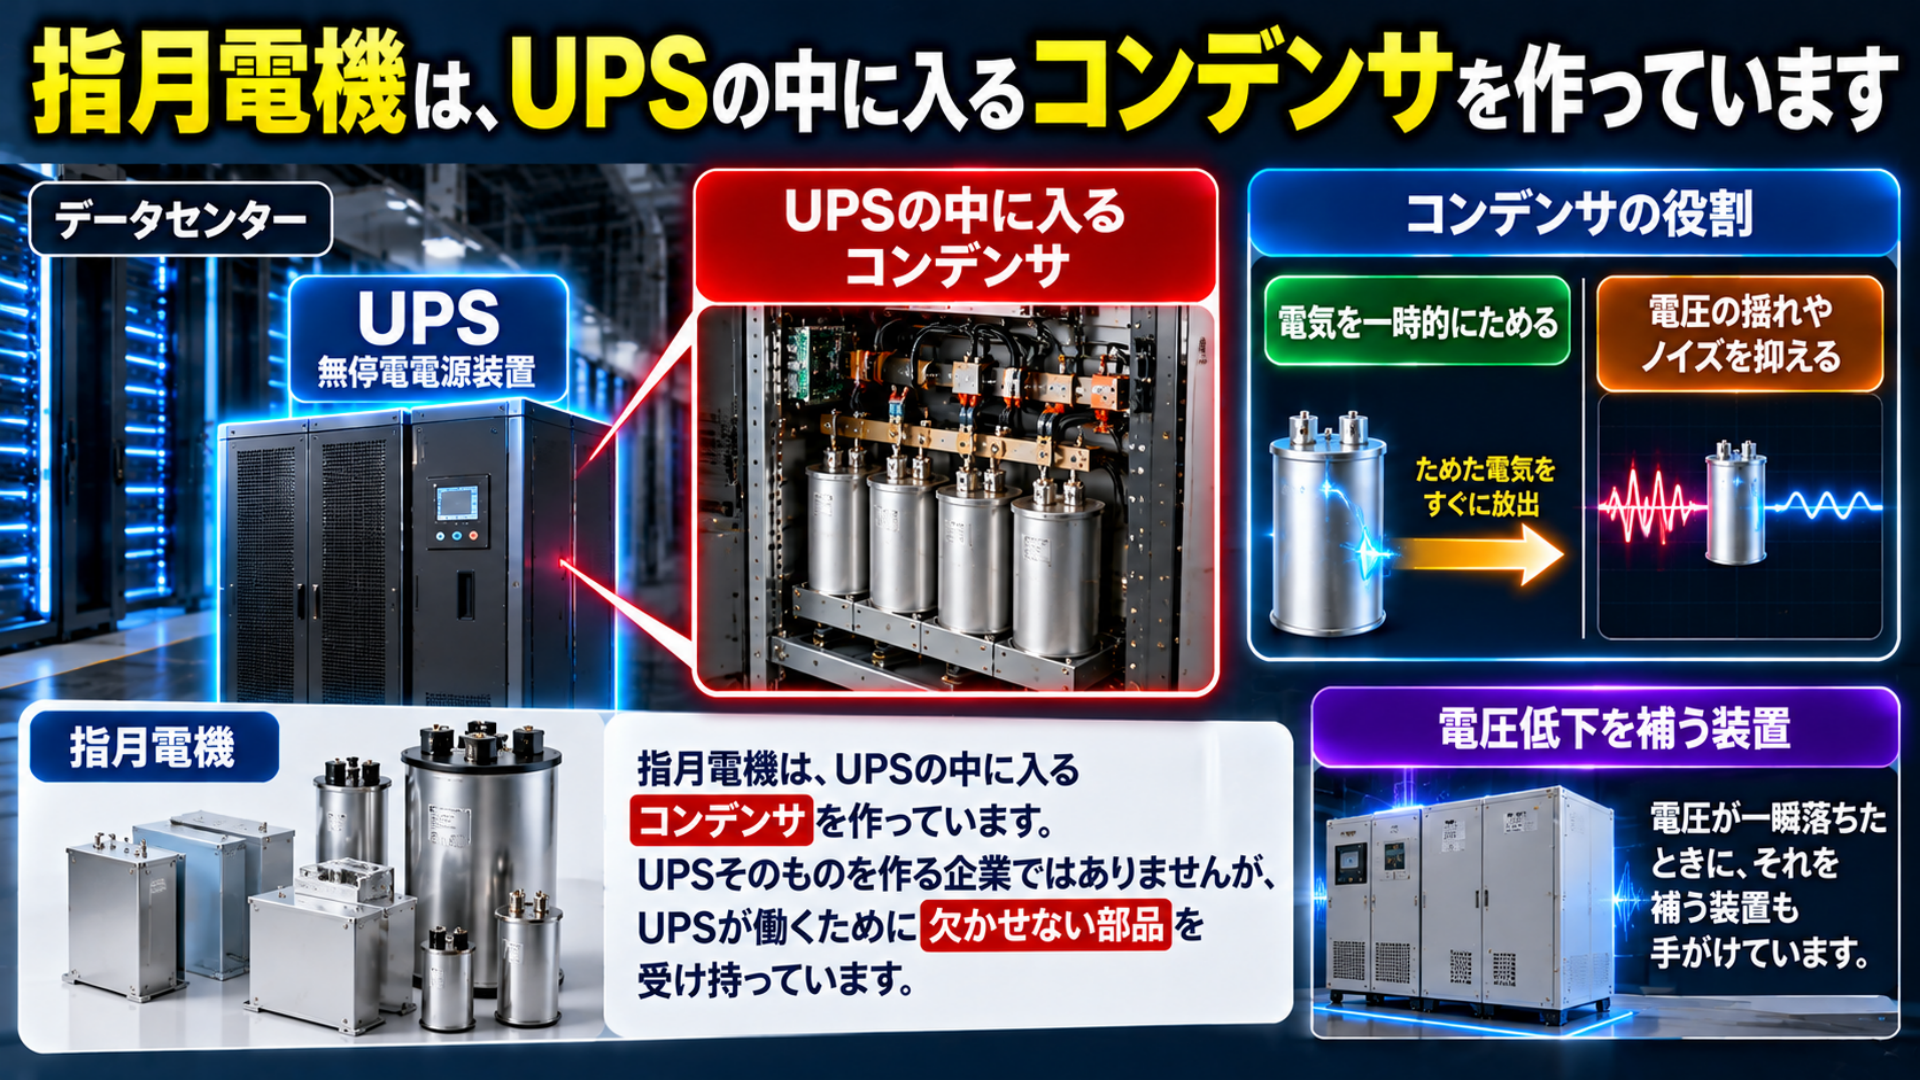 指月電機は、UPSの中に入るコンデンサを作っています
データセンター
UPS
無停電電源装置
UPSの中に入る
コンデンサ
コンデンサの役割
電気を一時的にためる
ためた電気を
すぐに放出
電圧の揺れや
ノイズを抑える
指月電機
指月電機は、UPSの中に入る
コンデンサを作っています。
UPSそのものを作る企業ではありませんが、
UPSが働くために欠かせない部品を
受け持っています。
電圧低下を補う装置
電圧が一瞬落ちた
ときに、それを
補う装置も
手がけています。